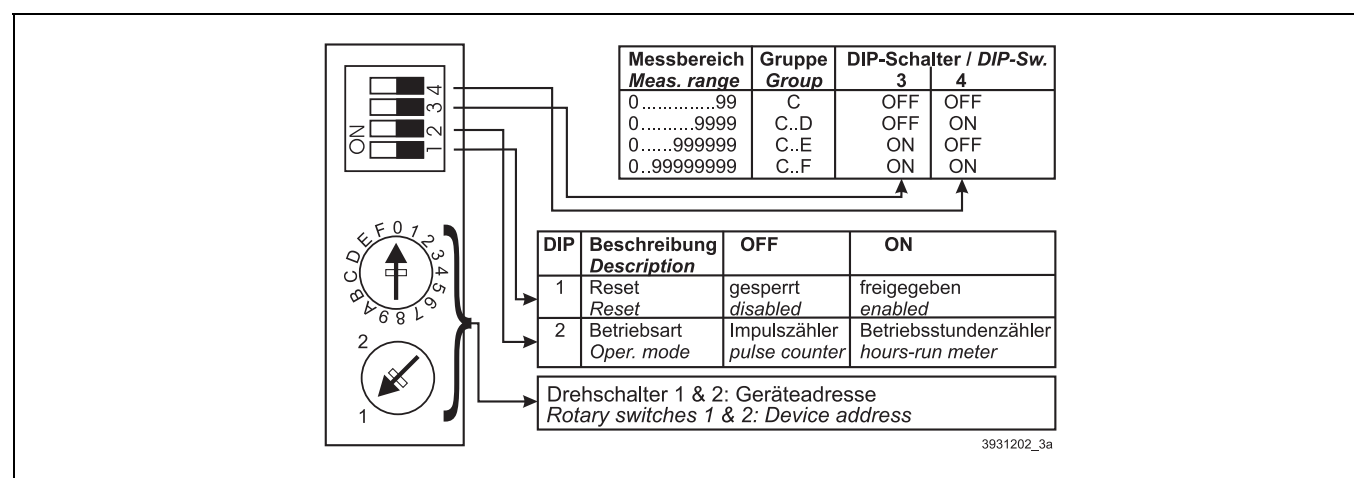 Messbereich Gruppe DIP-Schalter / DIP-Sw.
Meas. range Group 3 4
0.............99 C OFF OFF
0..........9999 C..D OFF ON
0......999999 C..E ON OFF
0..99999999 C..F ON ON
ON
4
3
2
1
F 0 1 2 3 4 5 6 7 8 9 A B C D E
2
1
DIP Beschreibung OFF ON
Description
1 Reset gesperrt freigegeben
Reset disabled enabled
2 Betriebsart Impulszähler Betriebsstundenzähler
Oper. mode pulse counter hours-run meter
Drehschalter 1 & 2: Geräteadresse
Rotary switches 1 & 2: Device address
3931202_3a